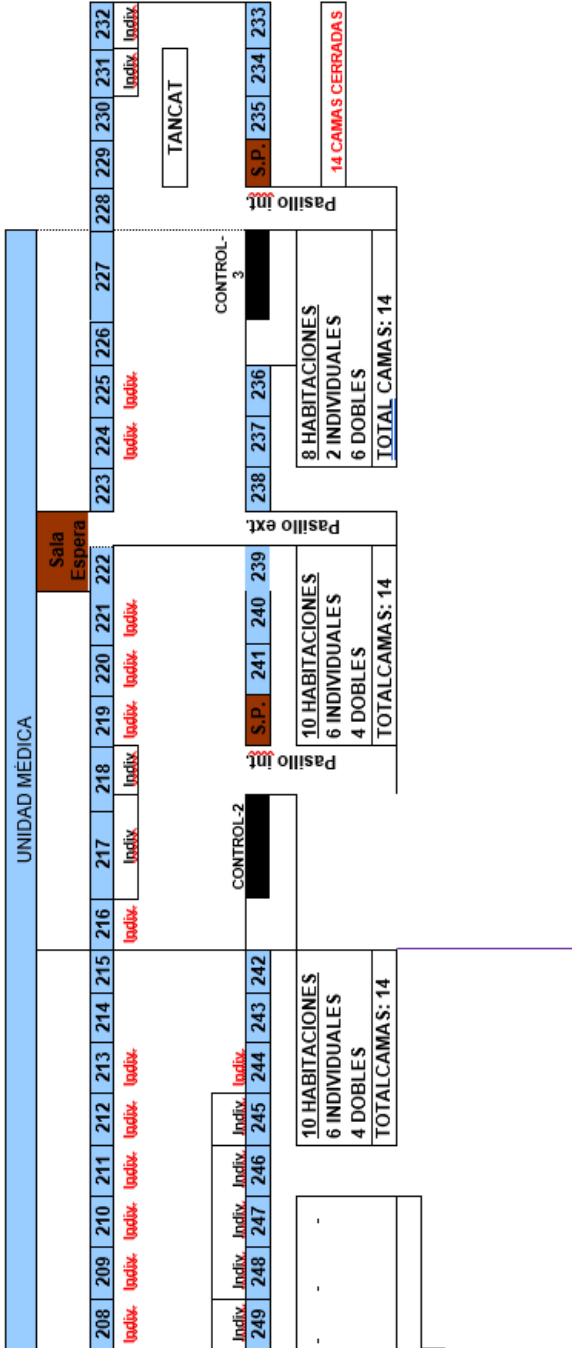 UNIDAD MÉDICA
Sala
Espera
208 209 210 211 212 213 214 215 216 217 218 219 220 221 222 223 224 225 226 227 228 229 230 231 232
Indiv. Indiv. Indiv. Indiv. Indiv. Indiv. Indiv. Indiv. Indiv. Indiv. Indiv. Indiv. Indiv. Indiv. Indiv. Indiv.
TANCAT
CONTROL-2
CONTROL-
3
Indiv. Indiv. Indiv. Indiv. Indiv. Indiv.
249 248 247 246 245 244 243 242 S.P. 241 240 239 238 237 236 S.P. 235 234 233
Pasillo int.
Pasillo ext.
Pasillo int.
10 HABITACIONES
6 INDIVIDUALES
4 DOBLES
TOTALCAMAS: 14
10 HABITACIONES
6 INDIVIDUALES
4 DOBLES
TOTALCAMAS: 14
8 HABITACIONES
2 INDIVIDUALES
6 DOBLES
TOTAL CAMAS: 14
14 CAMAS CERRADAS
- - -